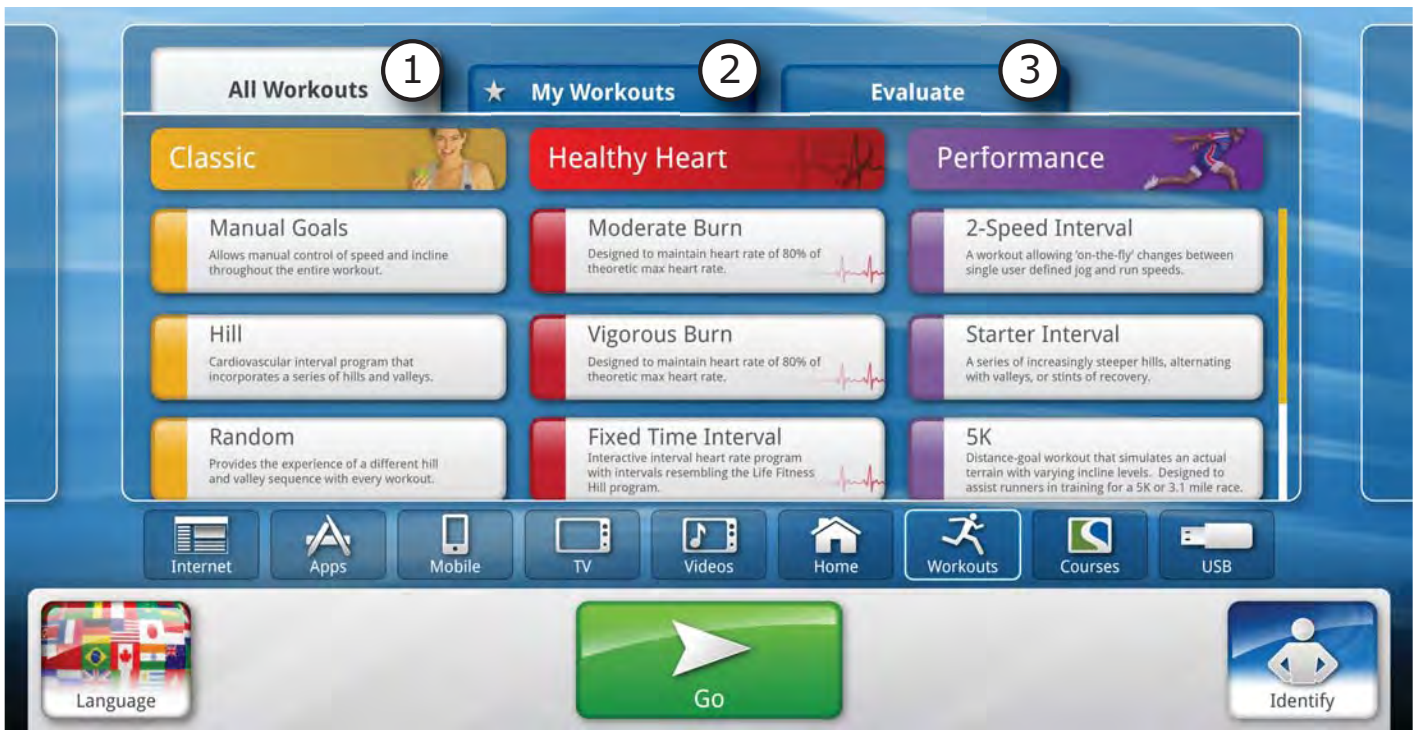 All Workouts
1
My Workouts
2
Evaluate
3
Classic
Healthy Heart
Performance
Manual Goals
Allows manual control of speed and incline
throughout the entire workout.
Moderate Burn
Designed to maintain heart rate of 80% of
theoretic max heart rate.
2-Speed Interval
A workout allowing 'on-the-fly' changes between
single user defined jog and run speeds.
Hill
Cardiovascular interval program that
incorporates a series of hills and valleys.
Vigorous Burn
Designed to maintain heart rate of 80% of
theoretic max heart rate.
Starter Interval
A series of increasingly steeper hills, alternating
with valleys, or stints of recovery.
Random
Provides the experience of a different hill
and valley sequence with every workout.
Fixed Time Interval
Interactive interval heart rate program
with intervals resembling the Life Fitness
Hill program.
5K
Distance-goal workout that simulates an actual
terrain with varying incline levels. Designed to
assist runners in training for a 5K or 3.1 mile race.
Internet
Apps
Mobile
TV
Videos
Home
Workouts
Courses
USB
Language
Go
Identify